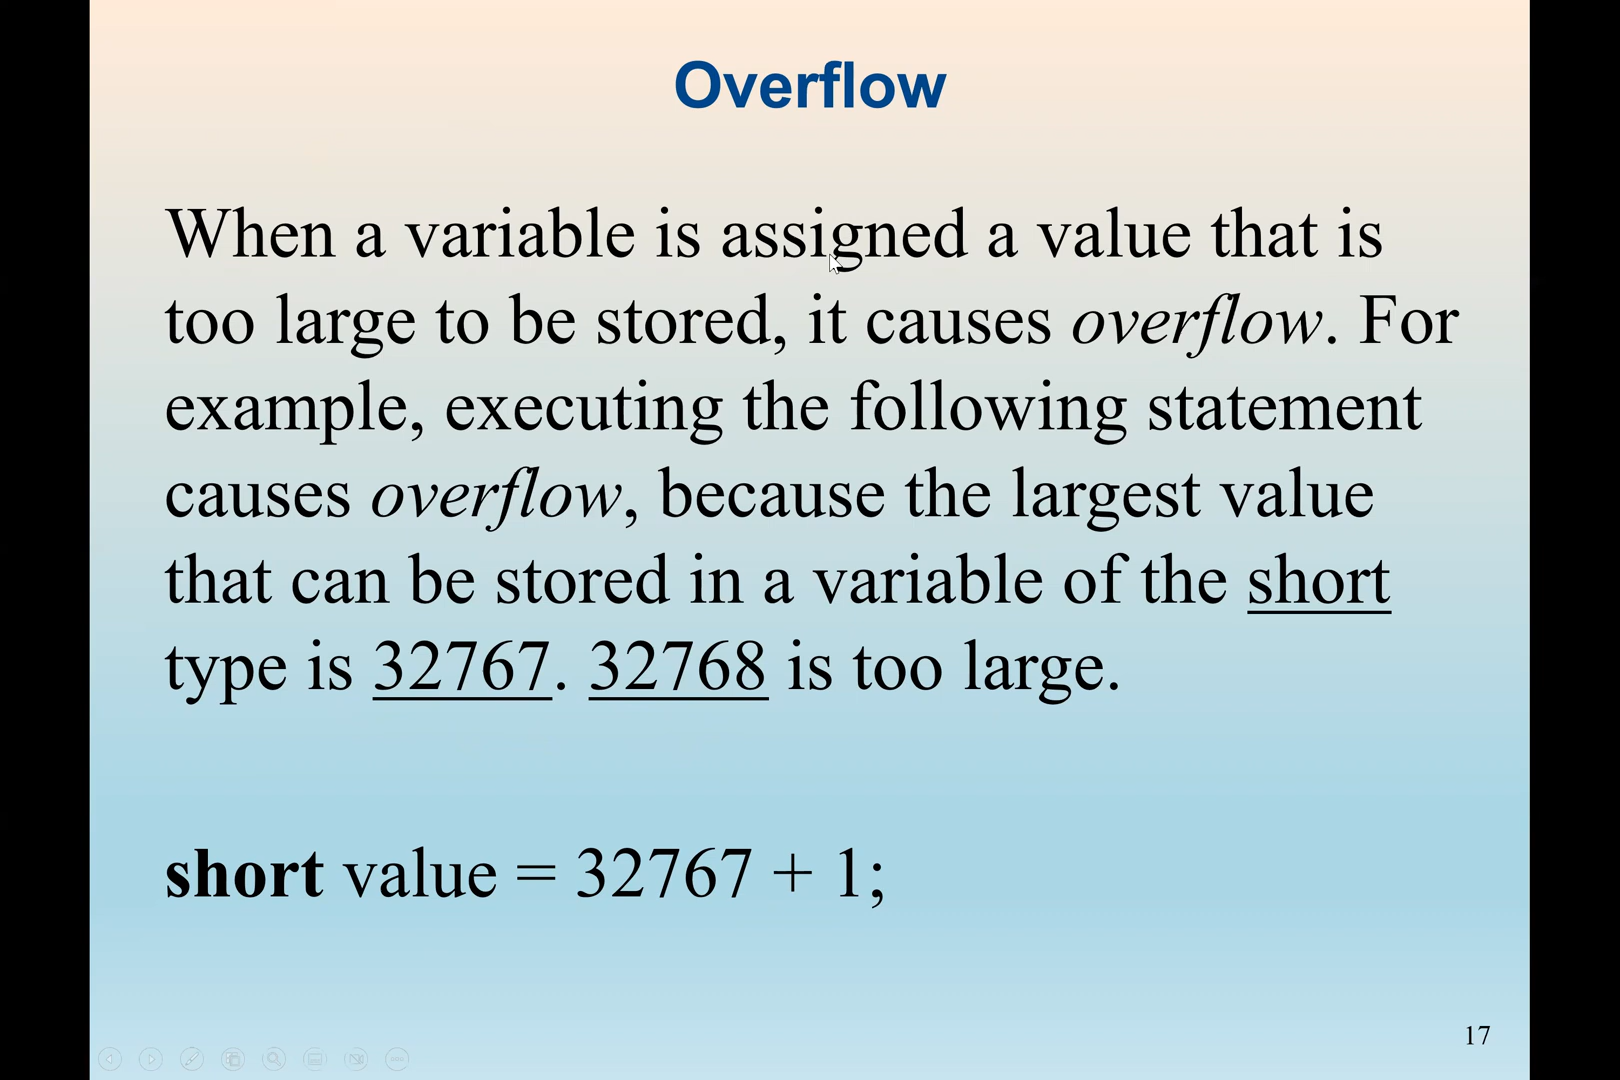 Overflow
When a variable is assigned a value that is
too large to be stored, it causes overflow. For
example, executing the following statement
causes overflow, because the largest value
that can be stored in a variable of the short
type is 32767. 32768 is too large.
short value = 32767 + 1;
17